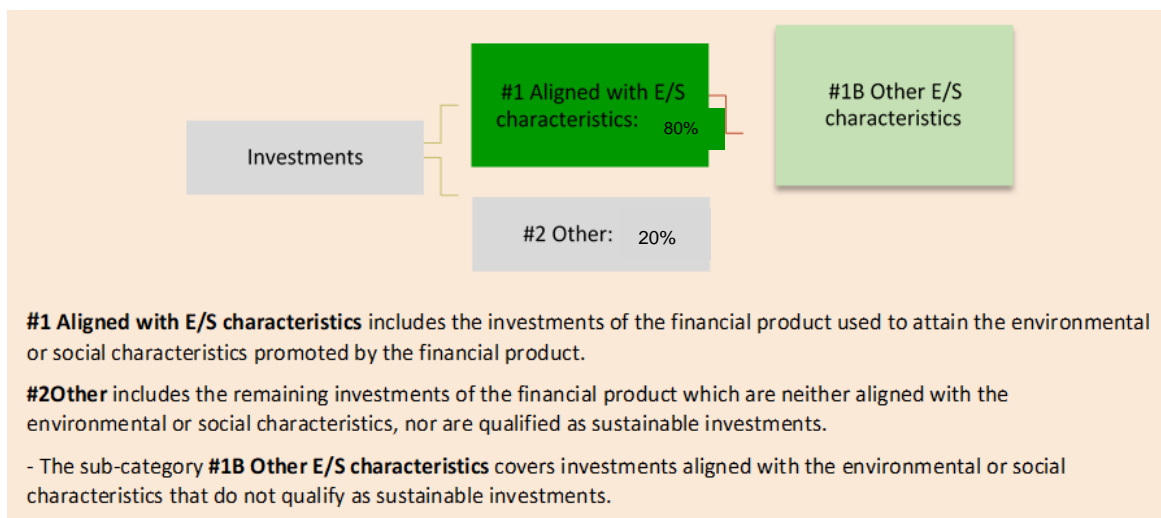 #1 Aligned with E/S
characteristics: 80%
#1B Other E/S
characteristics
Investments
#2 Other: 20%
#1 Aligned with E/S characteristics includes the investments of the financial product used to attain the environmental
or social characteristics promoted by the financial product.
#2Other includes the remaining investments of the financial product which are neither aligned with the
environmental or social characteristics, nor are qualified as sustainable investments.
- The sub-category #1B Other E/S characteristics covers investments aligned with the environmental or social
characteristics that do not qualify as sustainable investments.